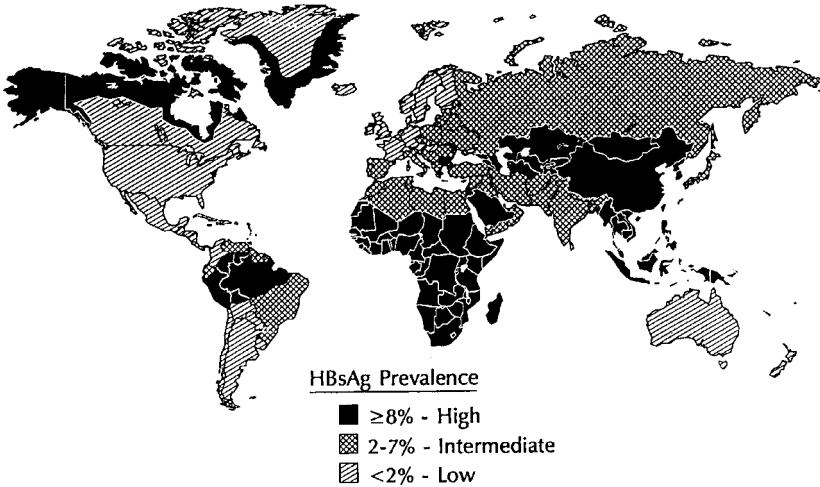 HBsAg Prevalence
≥8% - High
2-7% - Intermediate
<2% - Low